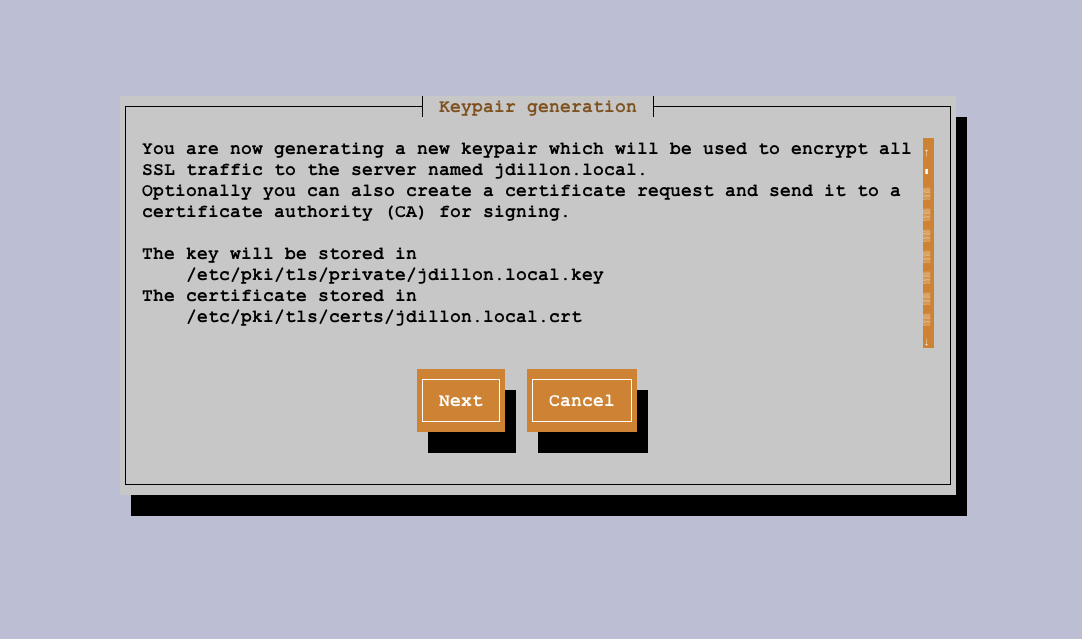 Keypair generation
You are now generating a new keypair which will be used to encrypt all
SSL traffic to the server named jdillon.local.
Optionally you can also create a certificate request and send it to a
certificate authority (CA) for signing.
The key will be stored in
/etc/pki/tls/private/jdillon.local.key
The certificate stored in
/etc/pki/tls/certs/jdillon.local.crt
Next
Cancel